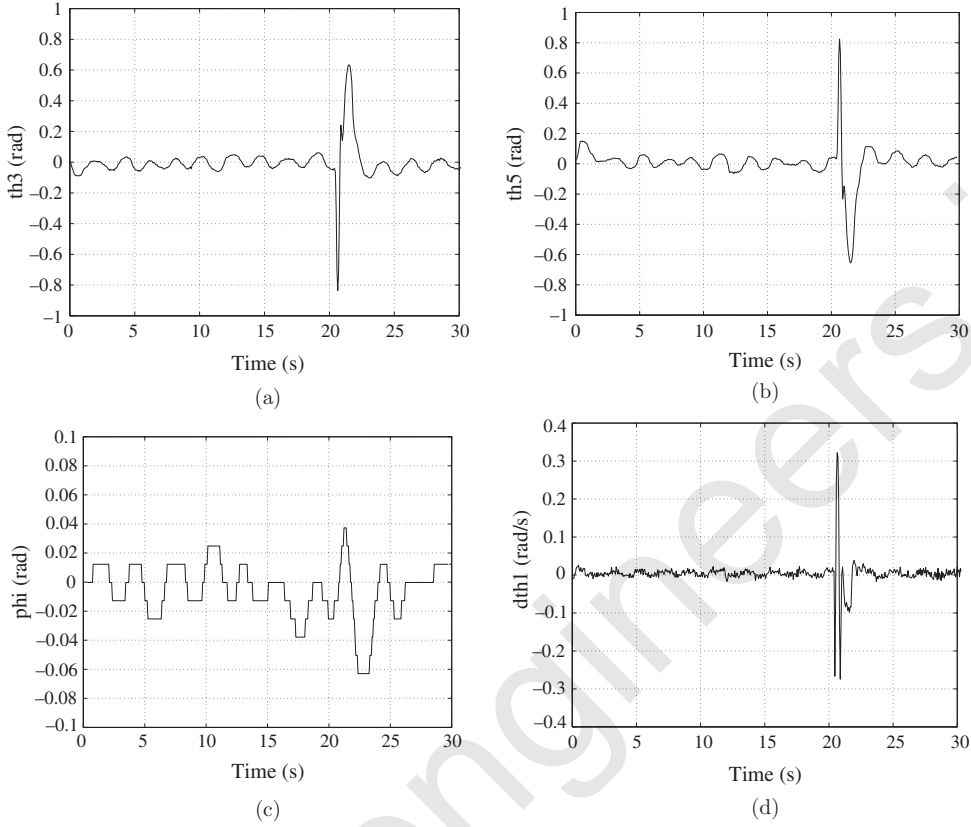 1
0.8
0.6
0.4
0.2
0
–0.2
–0.4
–0.6
–0.8
–1
th3 (rad)
0 5 10 15 20 25 30
Time (s)
(a)
1
0.8
0.6
0.4
0.2
0
–0.2
–0.4
–0.6
–0.8
–1
th5 (rad)
0 5 10 15 20 25 30
Time (s)
(b)
0.1
0.08
0.06
0.04
0.02
0
–0.02
–0.04
–0.06
–0.08
–0.1
phi (rad)
0 5 10 15 20 25 30
Time (s)
(c)
0.4
0.3
0.2
0.1
0
–0.1
–0.2
–0.3
–0.4
dth1 (rad/s)
0 5 10 15 20 25 30
Time (s)
(d)
engineers.